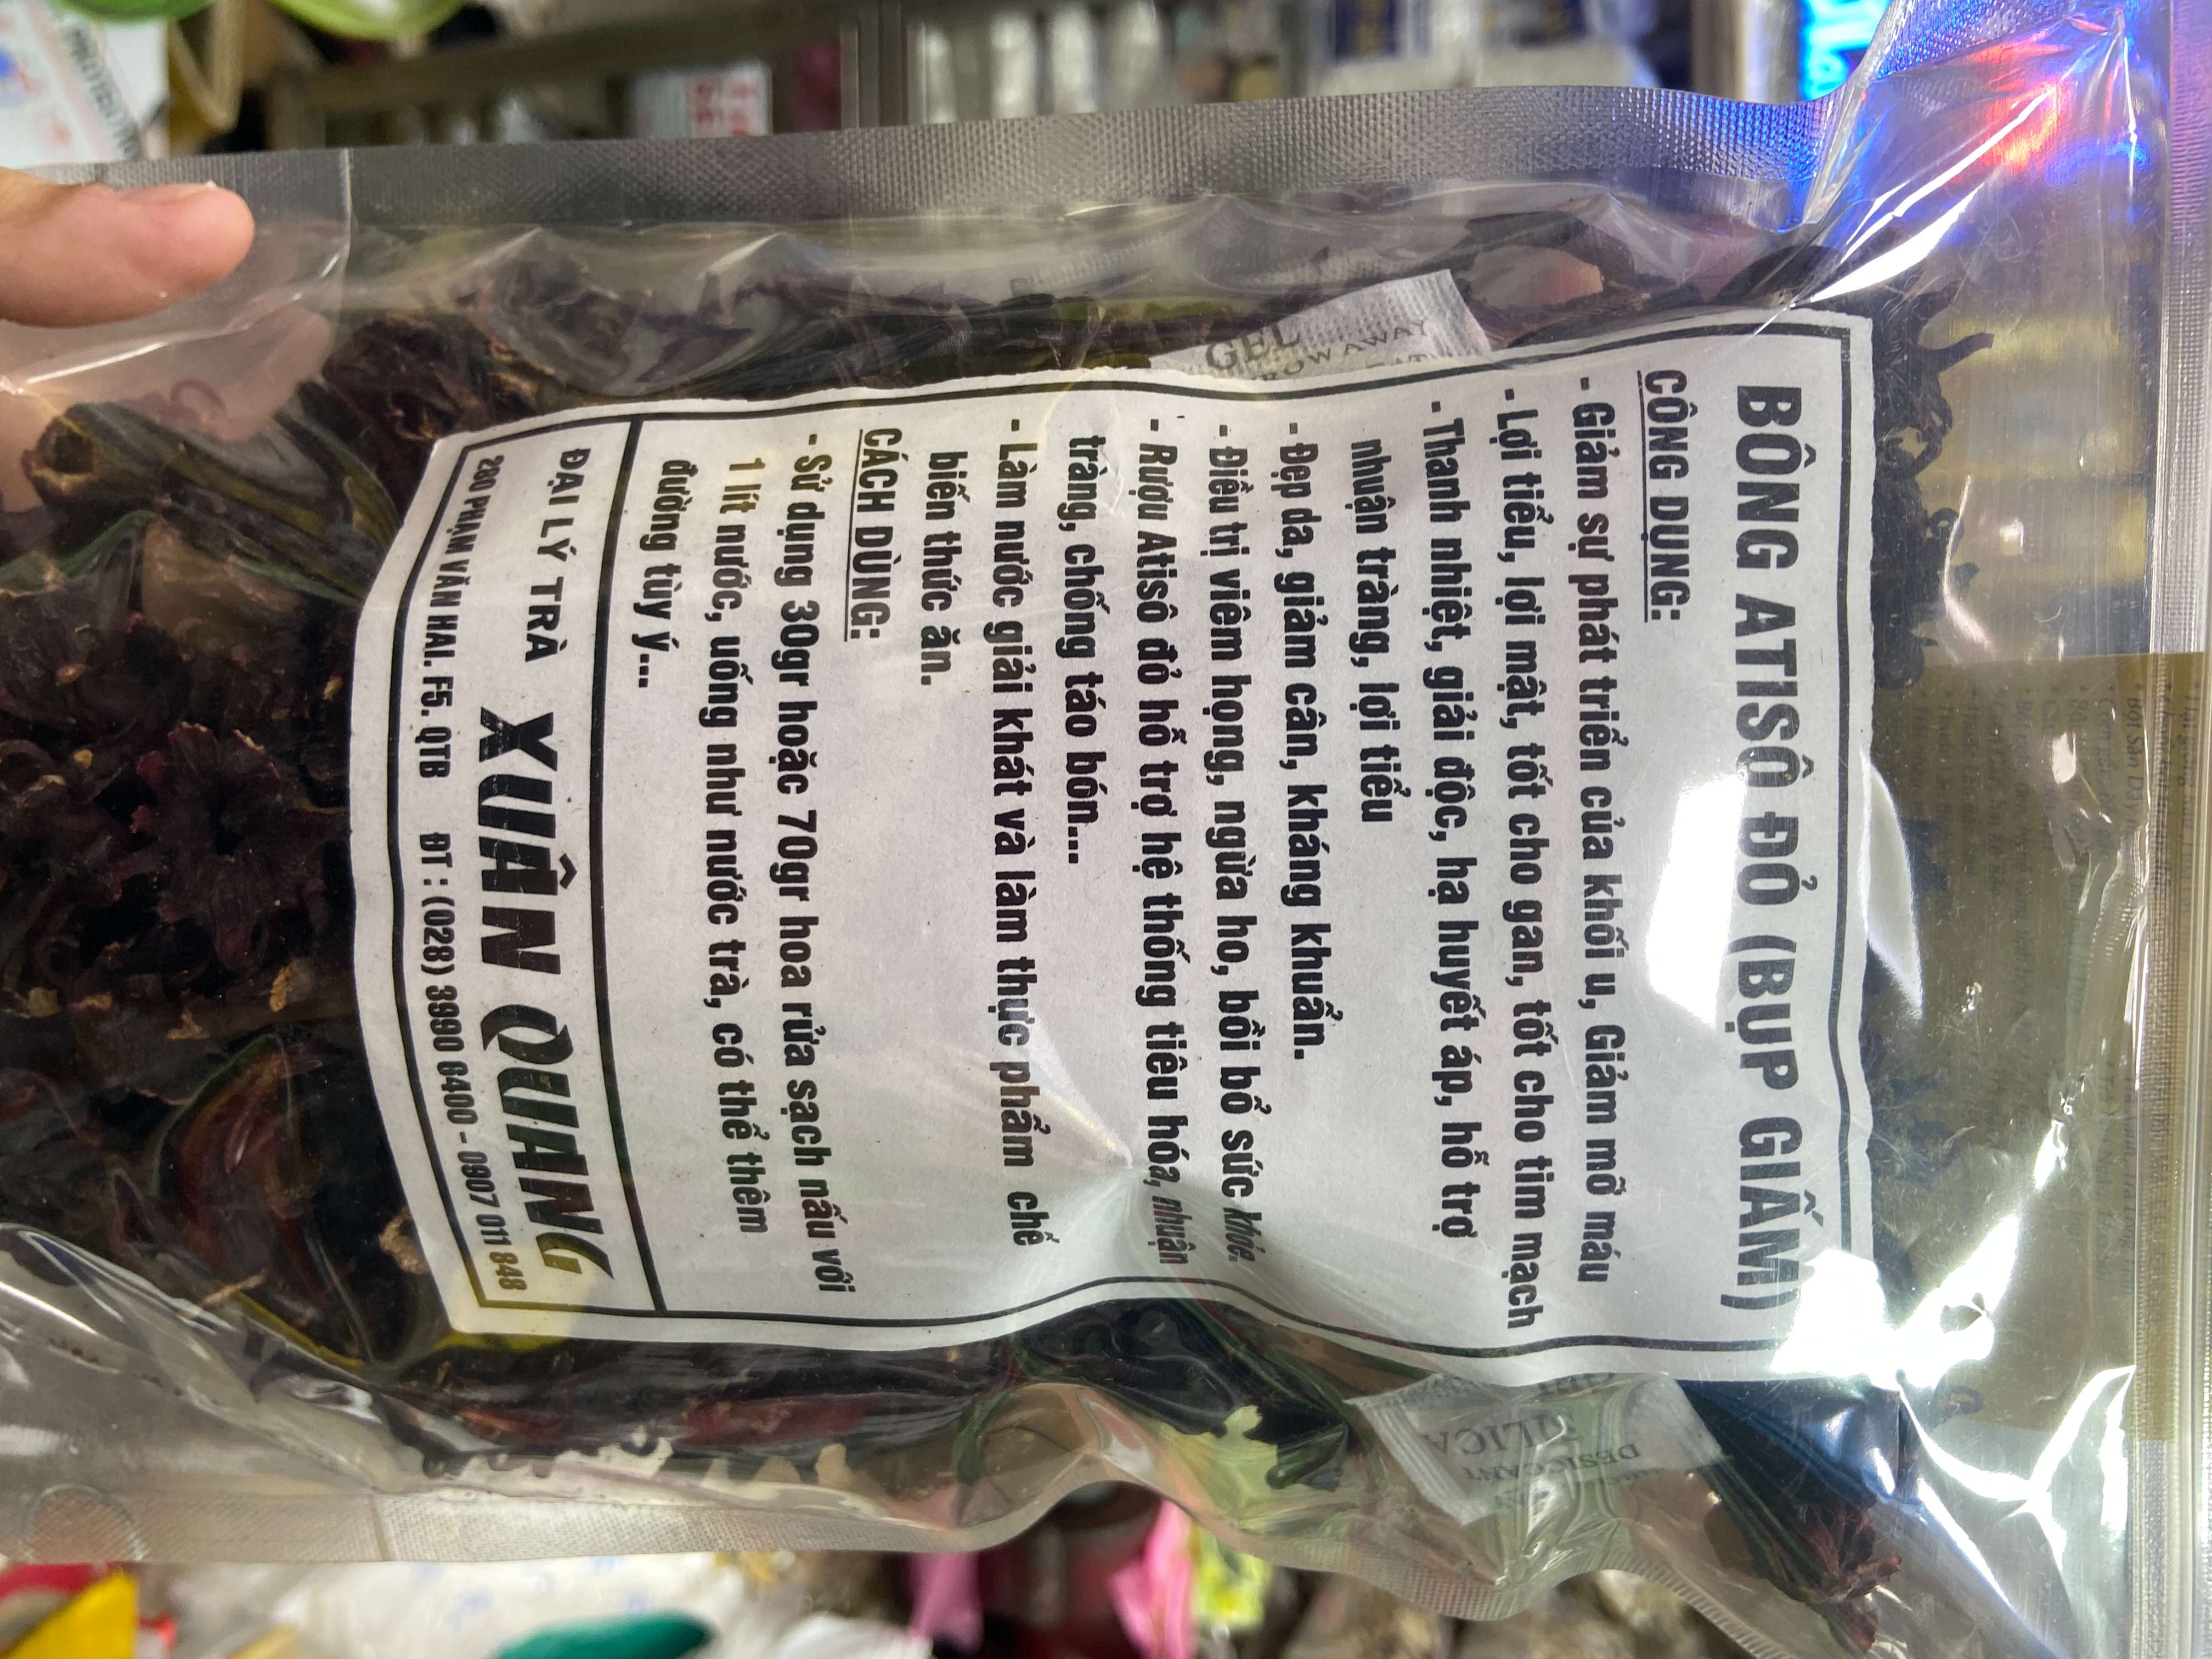 BÔNG ATISÔ ĐỎ (BỤP GIẤM)
CÔNG DỤNG:
- Giảm sự phát triển của khối u, Giảm mỡ máu
- Lợi tiểu, lợi mật, tốt cho gan, tốt cho tim mạch
- Thanh nhiệt, giải độc, hạ huyết áp, hỗ trợ
nhuận tràng, lợi tiểu
- Đẹp da, giảm cân, kháng khuẩn.
- Điều trị viêm họng, ngừa ho, bồi bổ sức khỏe.
- Rượu Atisô đỏ hỗ trợ hệ thống tiêu hóa, nhuận
tràng, chống táo bón...
- Làm nước giải khát và làm thực phẩm chế
biến thức ăn.
CÁCH DÙNG:
- Sử dụng 30gr hoặc 70gr hoa rửa sạch nấu với
1 lít nước, uống như nước trà, có thể thêm
đường tùy ý...
ĐẠI LÝ TRÀ XUÂN QUANG
280 PHẠM VĂN HAI. F5. QTB ĐT : (028) 3990 8400 - 0907 011 848
GEL
AWAY
SILICA
DESICCANT